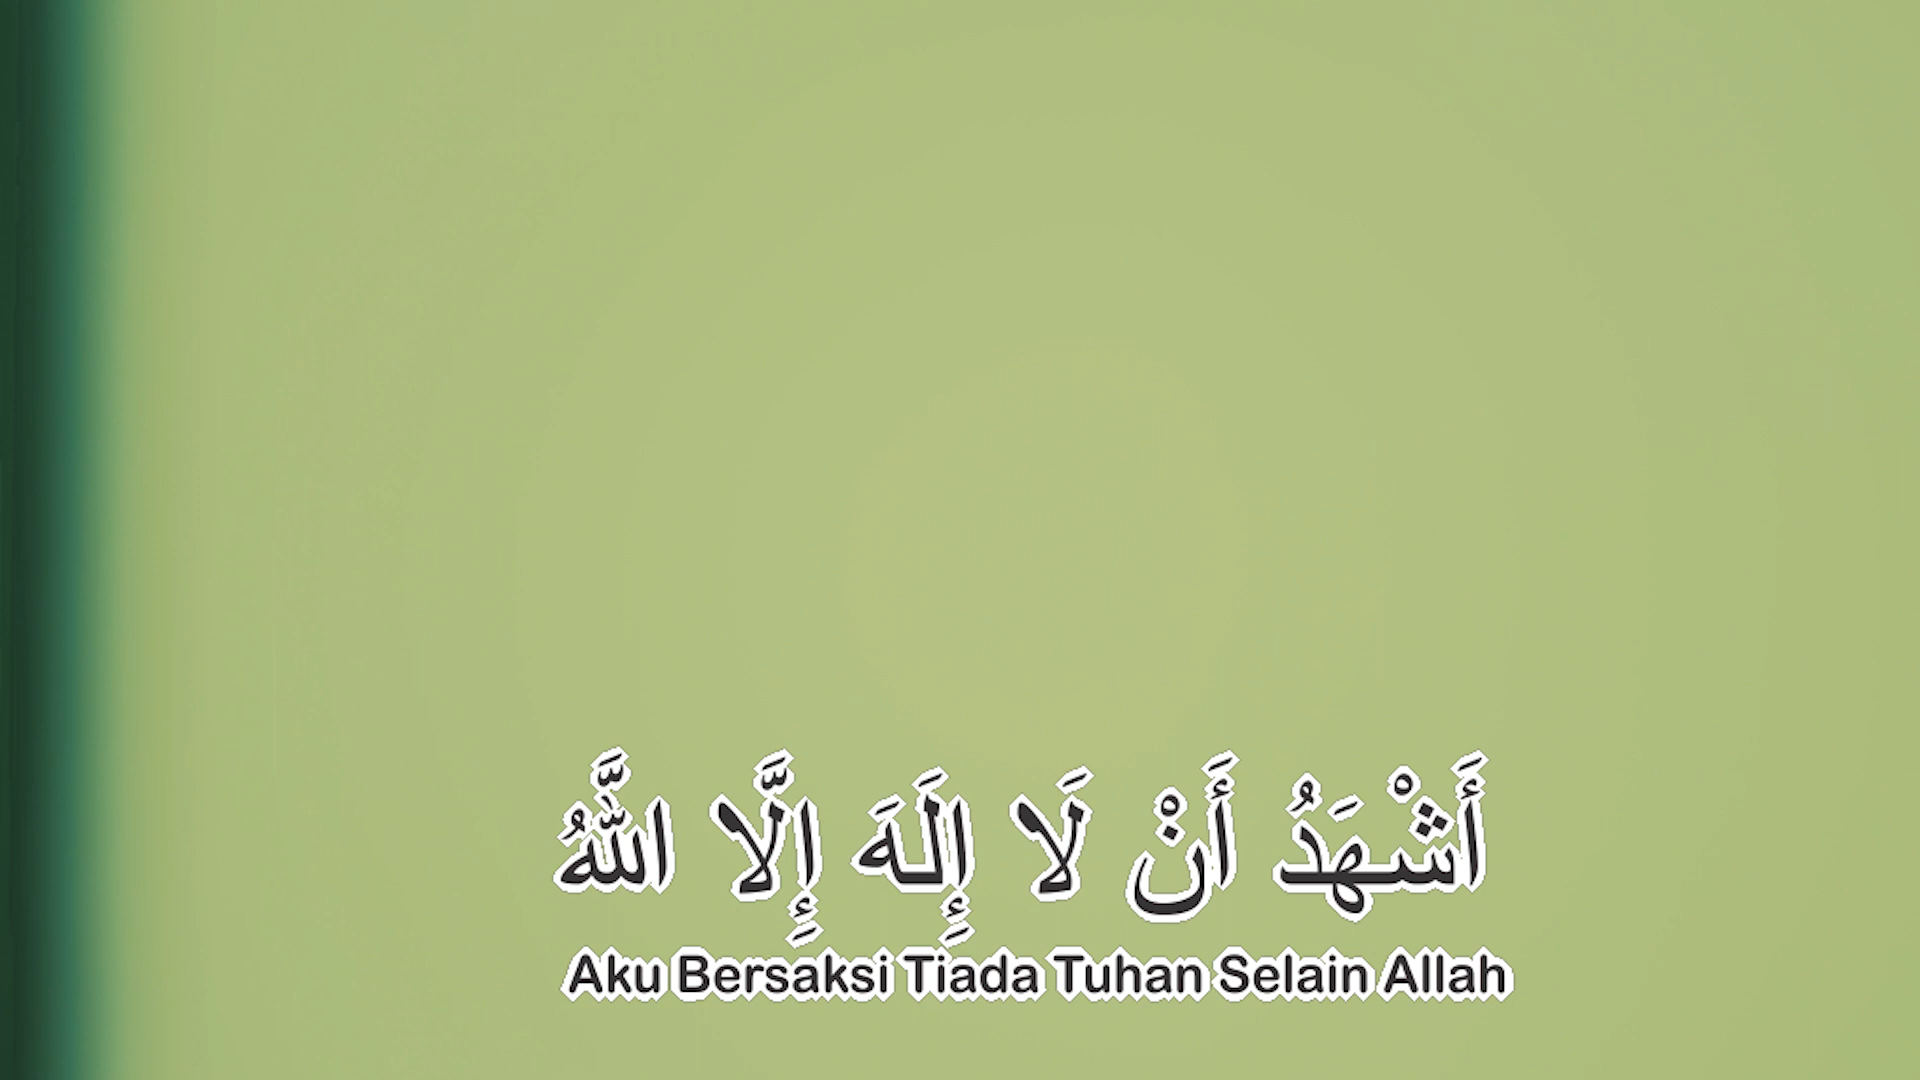 أَشْهَدُ أَنْ لَا إِلَهَ إِلَّا اللَّهُ
Aku Bersaksi Tiada Tuhan Selain Allah